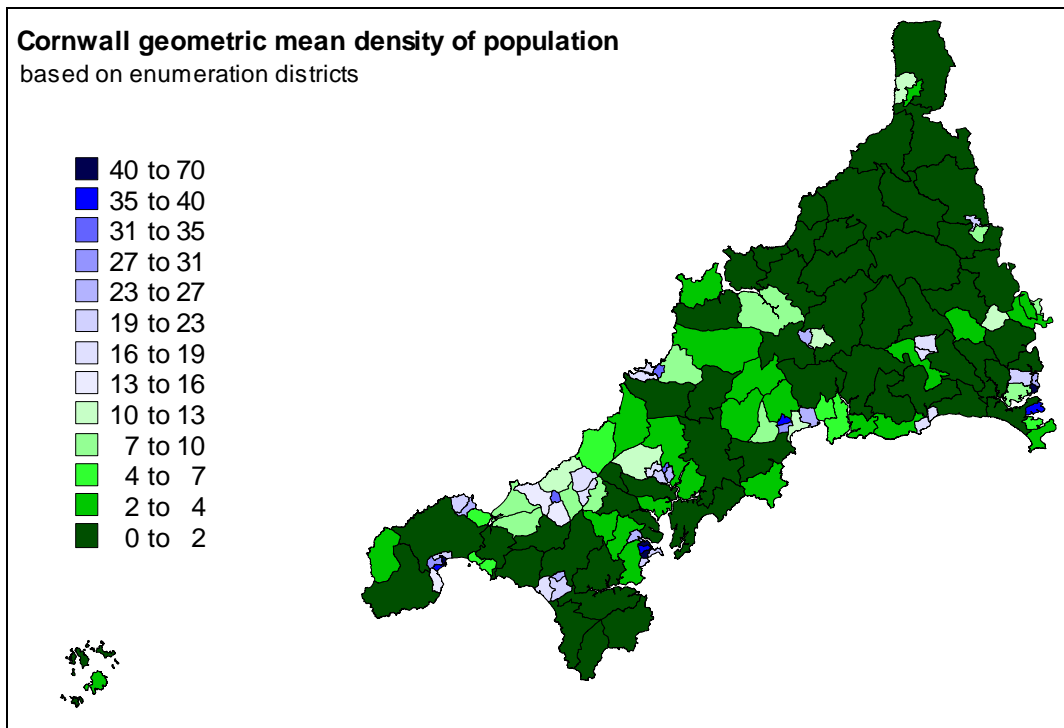 Cornwall geometric mean density of population
based on enumeration districts
40 to 70
35 to 40
31 to 35
27 to 31
23 to 27
19 to 23
16 to 19
13 to 16
10 to 13
7 to 10
4 to 7
2 to 4
0 to 2